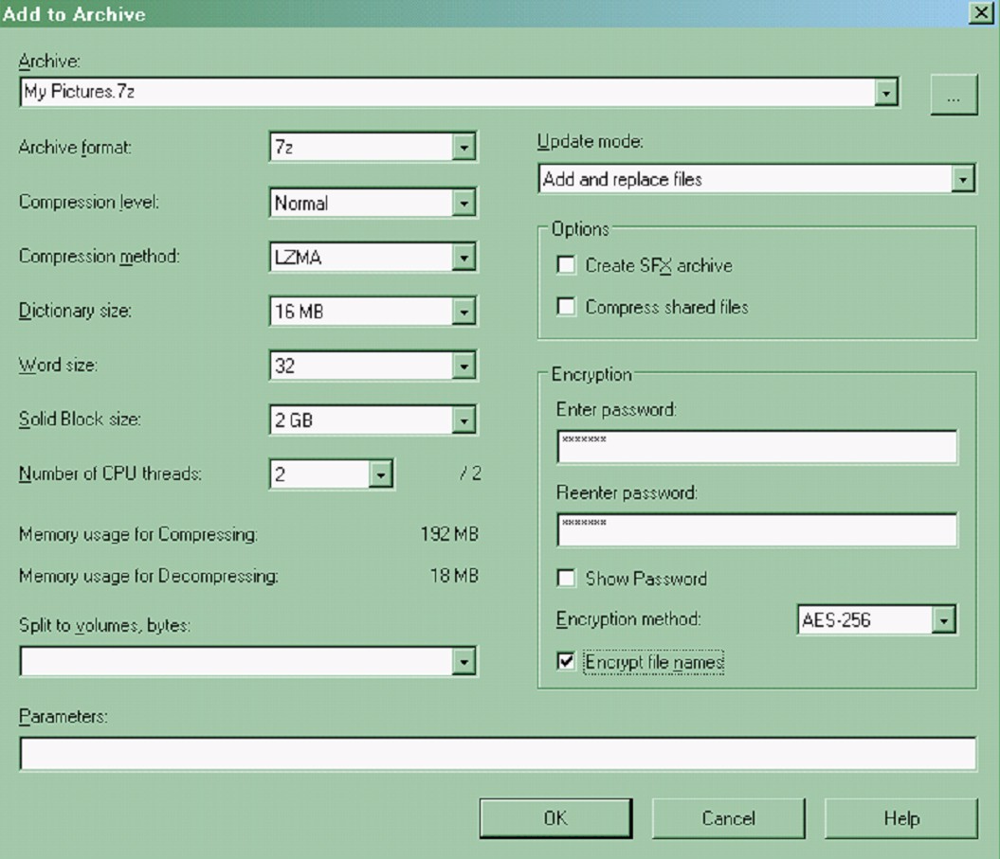 Add to Archive
Archive:
My Pictures.7z
...
Archive format:
7z
Compression level:
Normal
Compression method:
LZMA
Dictionary size:
16 MB
Word size:
32
Solid Block size:
2 GB
Number of CPU threads:
2
/ 2
Memory usage for Compressing:
192 MB
Memory usage for Decompressing:
18 MB
Split to volumes, bytes:
Update mode:
Add and replace files
Options
Create SFX archive
Compress shared files
Encryption
Enter password:
*******
Reenter password:
*******
Show Password
Encryption method:
AES-256
Encrypt file names
Parameters:
OK
Cancel
Help